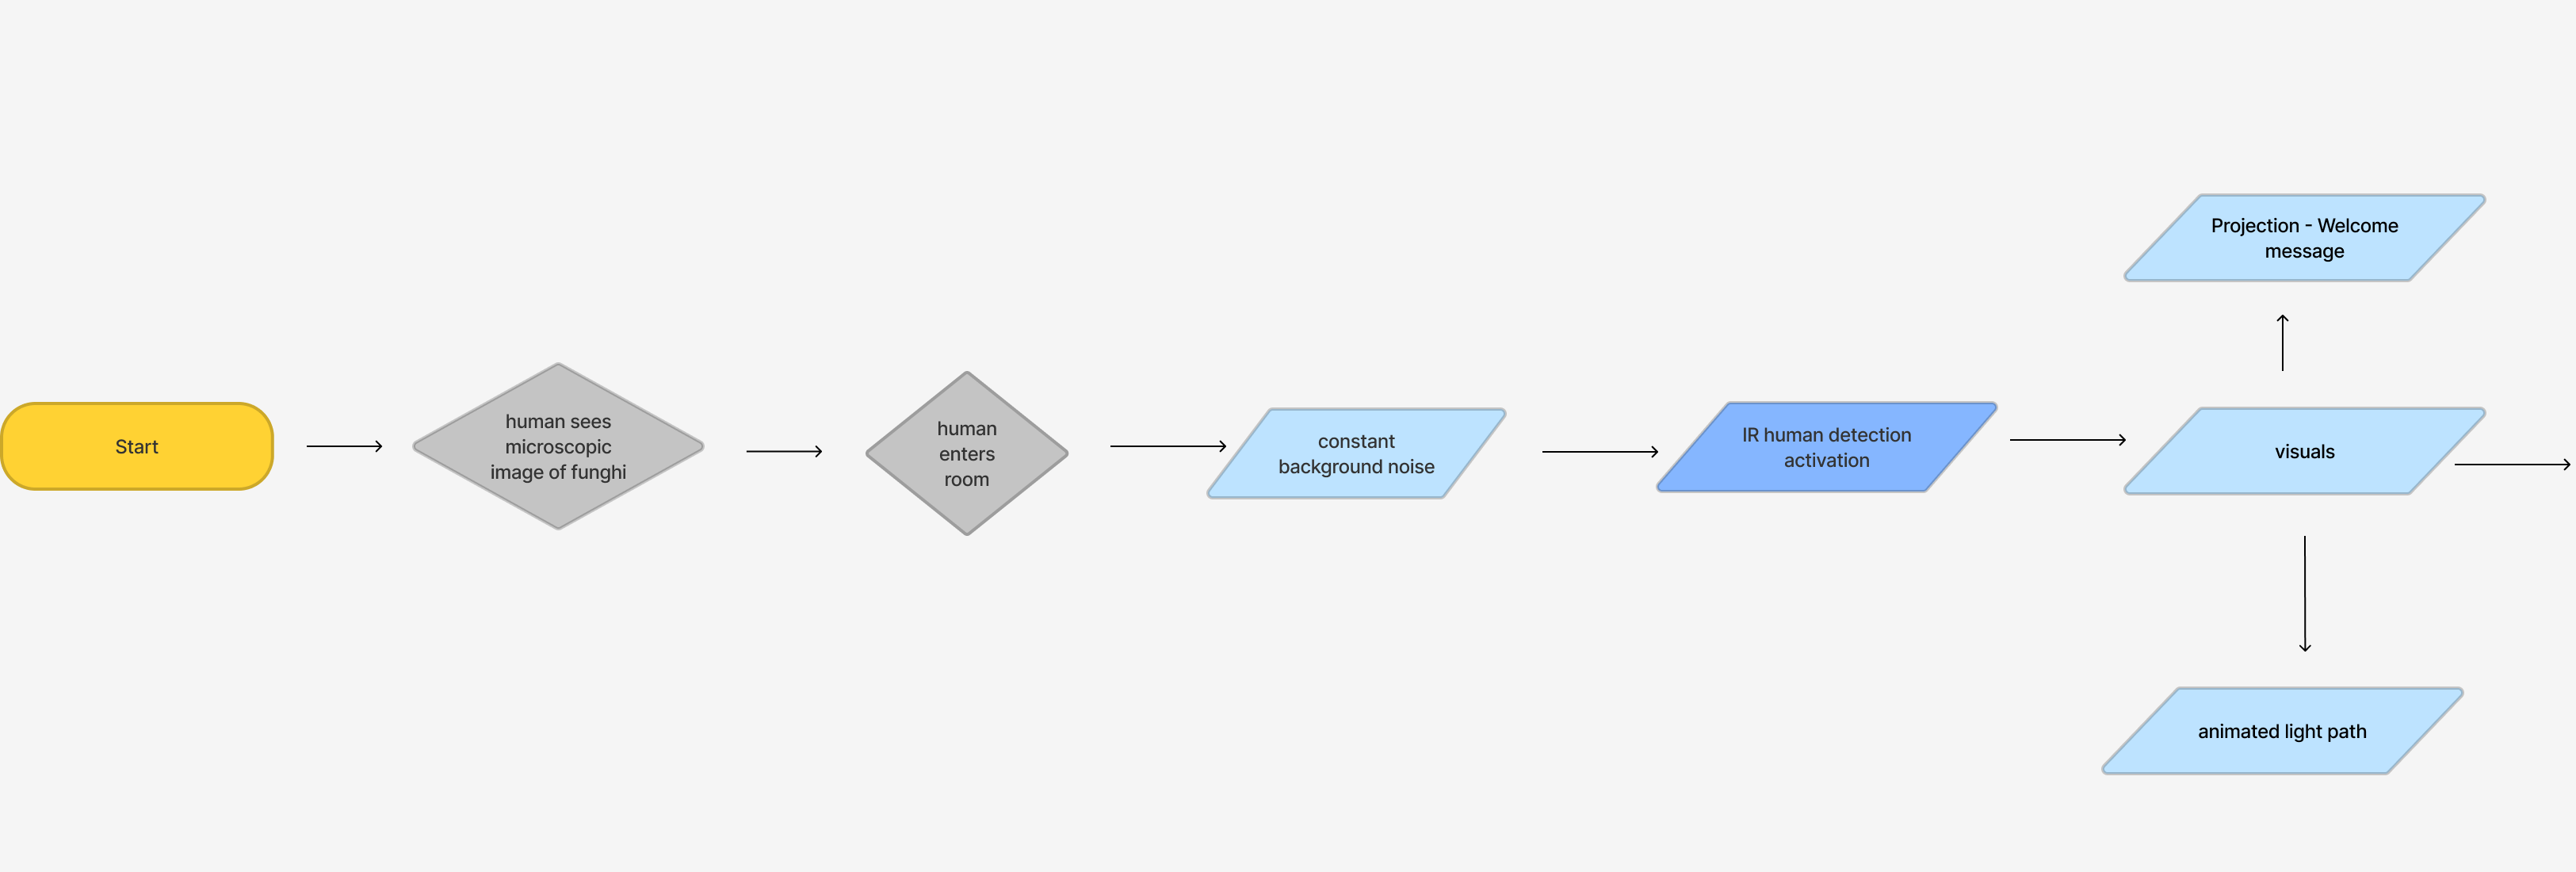 Start
human sees
microscopic
image of funghi
human
enters
room
constant
background noise
IR human detection
activation
Projection - Welcome
message
visuals
animated light path